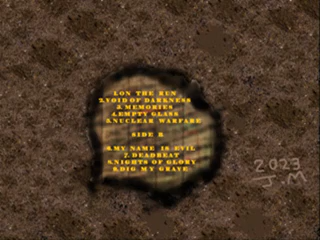 1.ON THE RUN
2.VOID OF DARKNESS
3.MEMORIES
4.EMPTY GLASS
5.NUCLEAR WARFARE
SIDE B
6.MY NAME IS EVIL
7.DEADBEAT
8.NIGHTS OF GLORY
9.DIG MY GRAVE
2023
J M